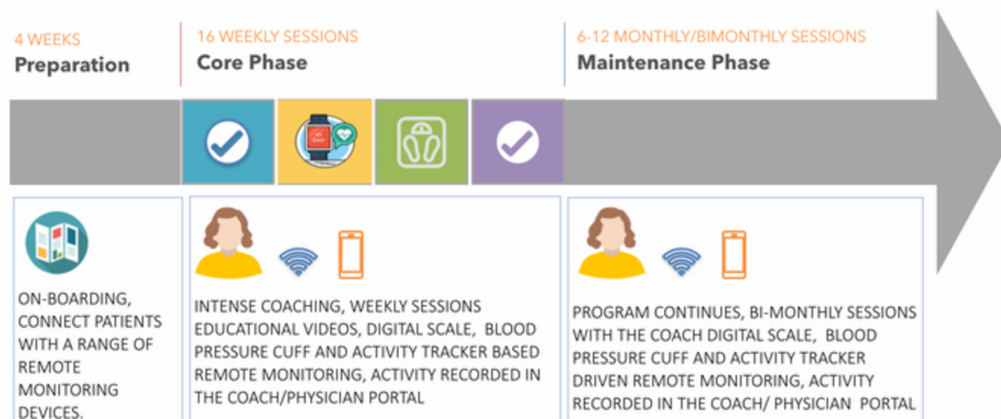 4 WEEKS
Preparation
16 WEEKLY SESSIONS
Core Phase
6-12 MONTHLY/BIMONTHLY SESSIONS
Maintenance Phase
ON-BOARDING,
CONNECT PATIENTS
WITH A RANGE OF
REMOTE
MONITORING
DEVICES.
INTENSE COACHING, WEEKLY SESSIONS
EDUCATIONAL VIDEOS, DIGITAL SCALE, BLOOD
PRESSURE CUFF AND ACTIVITY TRACKER BASED
REMOTE MONITORING, ACTIVITY RECORDED IN
THE COACH/PHYSICIAN PORTAL
PROGRAM CONTINUES, BI-MONTHLY SESSIONS
WITH THE COACH DIGITAL SCALE, BLOOD
PRESSURE CUFF AND ACTIVITY TRACKER
DRIVEN REMOTE MONITORING, ACTIVITY
RECORDED IN THE COACH/ PHYSICIAN PORTAL